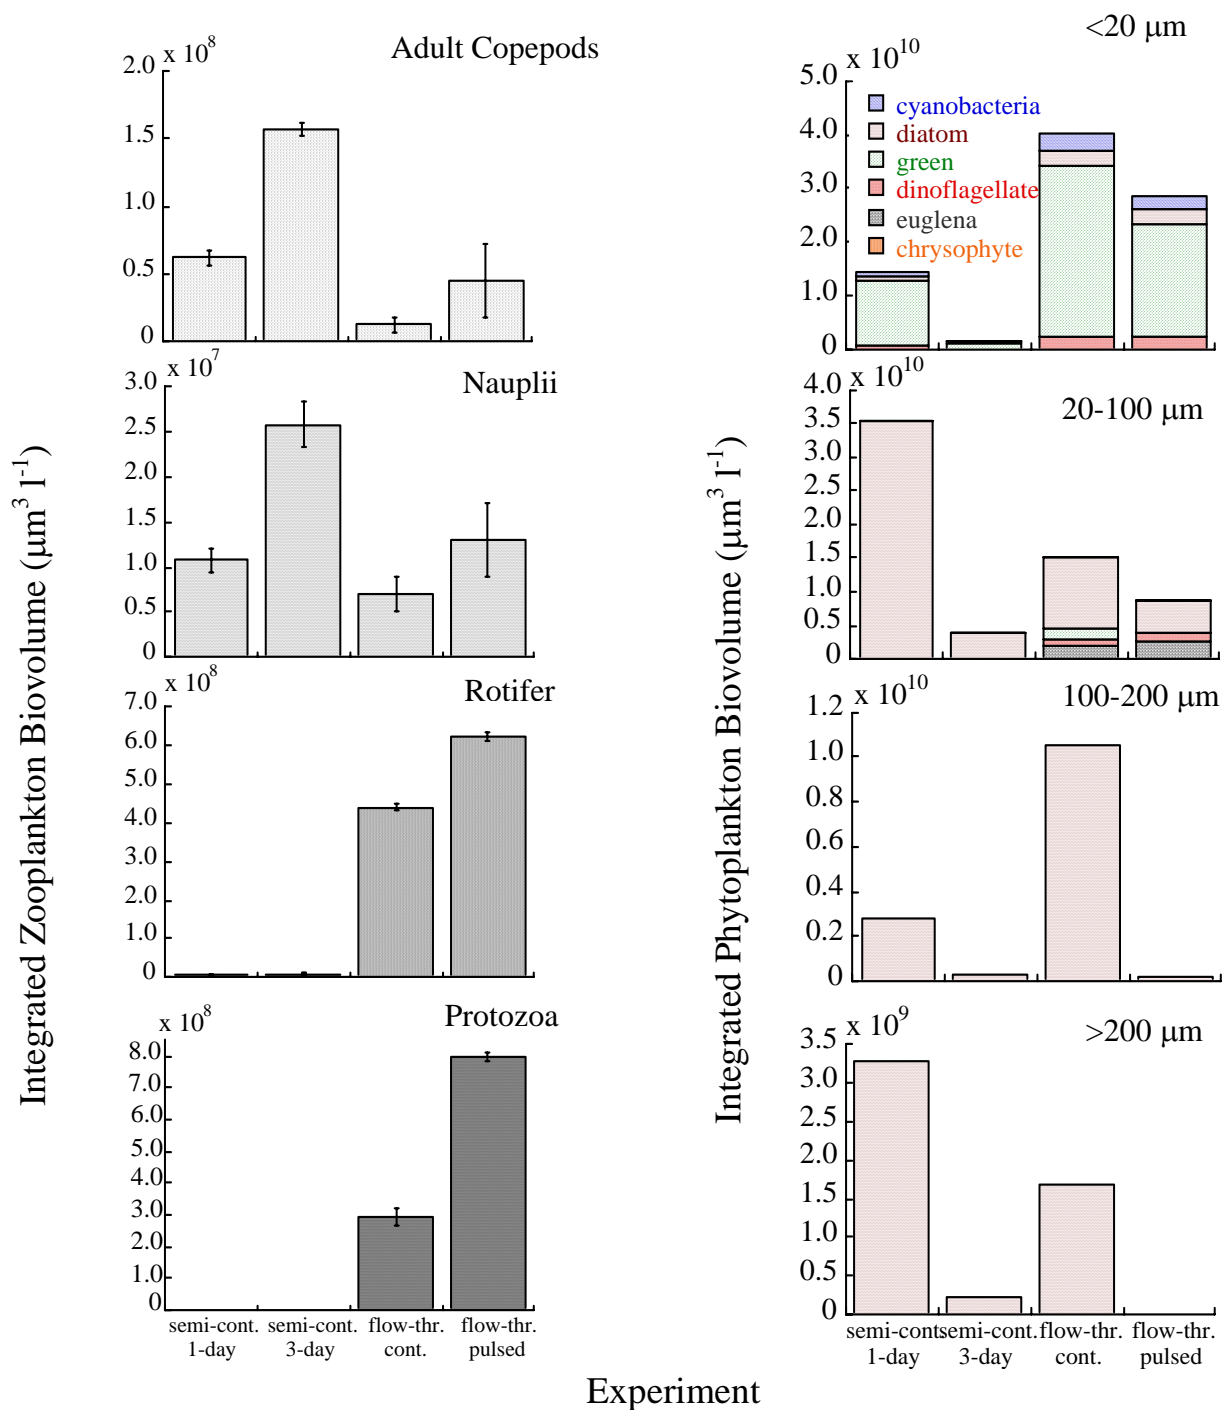 Adult Copepods
x 10^8
2.0
1.5
1.0
0.5
0
Nauplii
x 10^7
3.0
2.5
2.0
1.5
1.0
0.5
0
Rotifer
x 10^8
7.0
6.0
5.0
4.0
3.0
2.0
1.0
0
Protozoa
x 10^8
8.0
7.0
6.0
5.0
4.0
3.0
2.0
1.0
0
semi-cont. semi-cont. flow-thr. flow-thr.
1-day 3-day cont. pulsed
Integrated Zooplankton Biovolume (μm^3 l^-1)
<20 μm
x 10^10
5.0
4.0
3.0
2.0
1.0
0
cyanobacteria
diatom
green
dinoflagellate
euglena
chrysophyte
20-100 μm
x 10^10
4.0
3.5
3.0
2.5
2.0
1.5
1.0
0.5
0
100-200 μm
x 10^10
1.2
1.0
0.8
0.6
0.4
0.2
0
>200 μm
x 10^9
3.5
3.0
2.5
2.0
1.5
1.0
0.5
0
semi-cont. semi-cont. flow-thr. flow-thr.
1-day 3-day cont. pulsed
Integrated Phytoplankton Biovolume (μm^3 l^-1)
Experiment